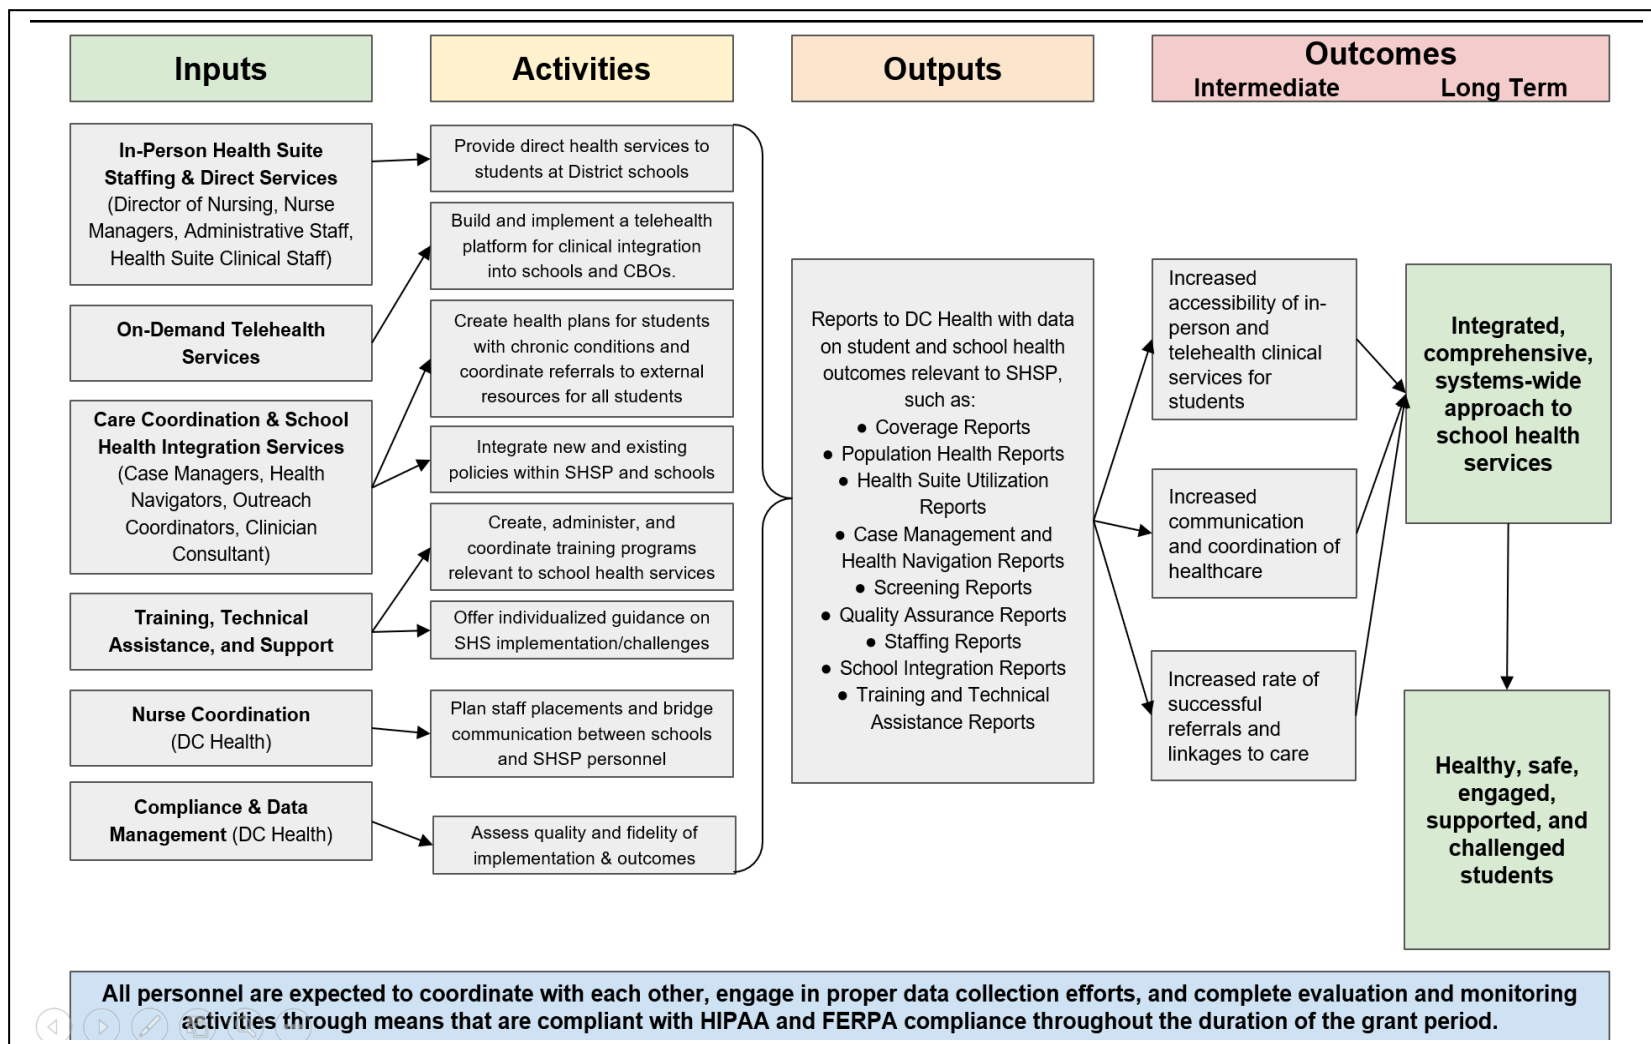 Inputs
Activities
Outputs
Outcomes
Intermediate Long Term
In-Person Health Suite
Staffing & Direct Services
(Director of Nursing, Nurse
Managers, Administrative Staff,
Health Suite Clinical Staff)
On-Demand Telehealth
Services
Care Coordination & School
Health Integration Services
(Case Managers, Health
Navigators, Outreach
Coordinators, Clinician
Consultant)
Training, Technical
Assistance, and Support
Nurse Coordination
(DC Health)
Compliance & Data
Management (DC Health)
Provide direct health services to
students at District schools
Build and implement a telehealth
platform for clinical integration
into schools and CBOs.
Create health plans for students
with chronic conditions and
coordinate referrals to external
resources for all students
Integrate new and existing
policies within SHSP and schools
Create, administer, and
coordinate training programs
relevant to school health services
Offer individualized guidance on
SHS implementation/challenges
Plan staff placements and bridge
communication between schools
and SHSP personnel
Assess quality and fidelity of
implementation & outcomes
Reports to DC Health with data
on student and school health
outcomes relevant to SHSP,
such as:
● Coverage Reports
● Population Health Reports
● Health Suite Utilization
Reports
● Case Management and
Health Navigation Reports
● Screening Reports
● Quality Assurance Reports
● Staffing Reports
● School Integration Reports
● Training and Technical
Assistance Reports
Increased
accessibility of in-
person and
telehealth clinical
services for
students
Increased
communication
and coordination of
healthcare
Increased rate of
successful
referrals and
linkages to care
Integrated,
comprehensive,
systems-wide
approach to
school health
services
Healthy, safe,
engaged,
supported, and
challenged
students
All personnel are expected to coordinate with each other, engage in proper data collection efforts, and complete evaluation and monitoring
activities through means that are compliant with HIPAA and FERPA compliance throughout the duration of the grant period.